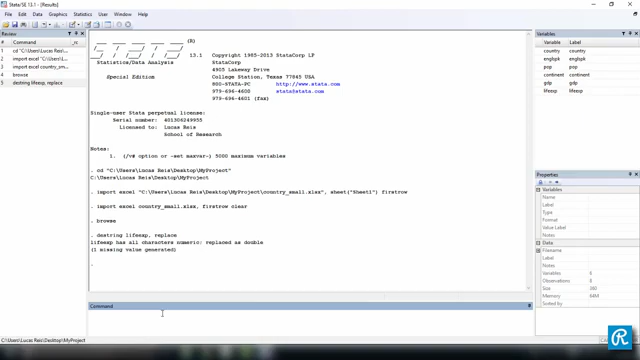 Stata/SE 13.1 - [Results]
File Edit Data Graphics Statistics User Window Help
Review
# Command _rc
1 cd "C:\Users\Lucas Reis\Desk...
2 import excel "C:\Users\Lucas ...
3 import excel country_sm...
4 browse
5 destring lifeexp, replace
(R)
13.1 Copyright 1985-2013 StataCorp LP
Statistics/Data Analysis StataCorp
4905 Lakeway Drive
Special Edition College Station, Texas 77845 USA
800-STATA-PC http://www.stata.com
979-696-4600 stata@stata.com
979-696-4601 (fax)
Single-user Stata perpetual license:
Serial number: 401306249955
Licensed to: Lucas Reis
School of Research
Notes:
1. (/v# option or -set maxvar-) 5000 maximum variables
. cd "C:\Users\Lucas Reis\Desktop\MyProject"
C:\Users\Lucas Reis\Desktop\MyProject
. import excel "C:\Users\Lucas Reis\Desktop\MyProject\country_small.xlsx", sheet("Sheet1") firstrow
. import excel country_small.xlsx, firstrow clear
. browse
. destring lifeexp, replace
lifeexp has all characters numeric; replaced as double
(1 missing value generated)
.
Command
C:\Users\Lucas Reis\Desktop\MyProject
Variables
Variable Label
country country
pop pop
continent continent
gdp gdp
lifeexp lifeexp
Properties
Variables
Name
Label
Type
Format
Value Label
Notes
Data
Filename
Label
Notes
Variables 6
Observations 8
Size
Memory 64M
Sorted by
R